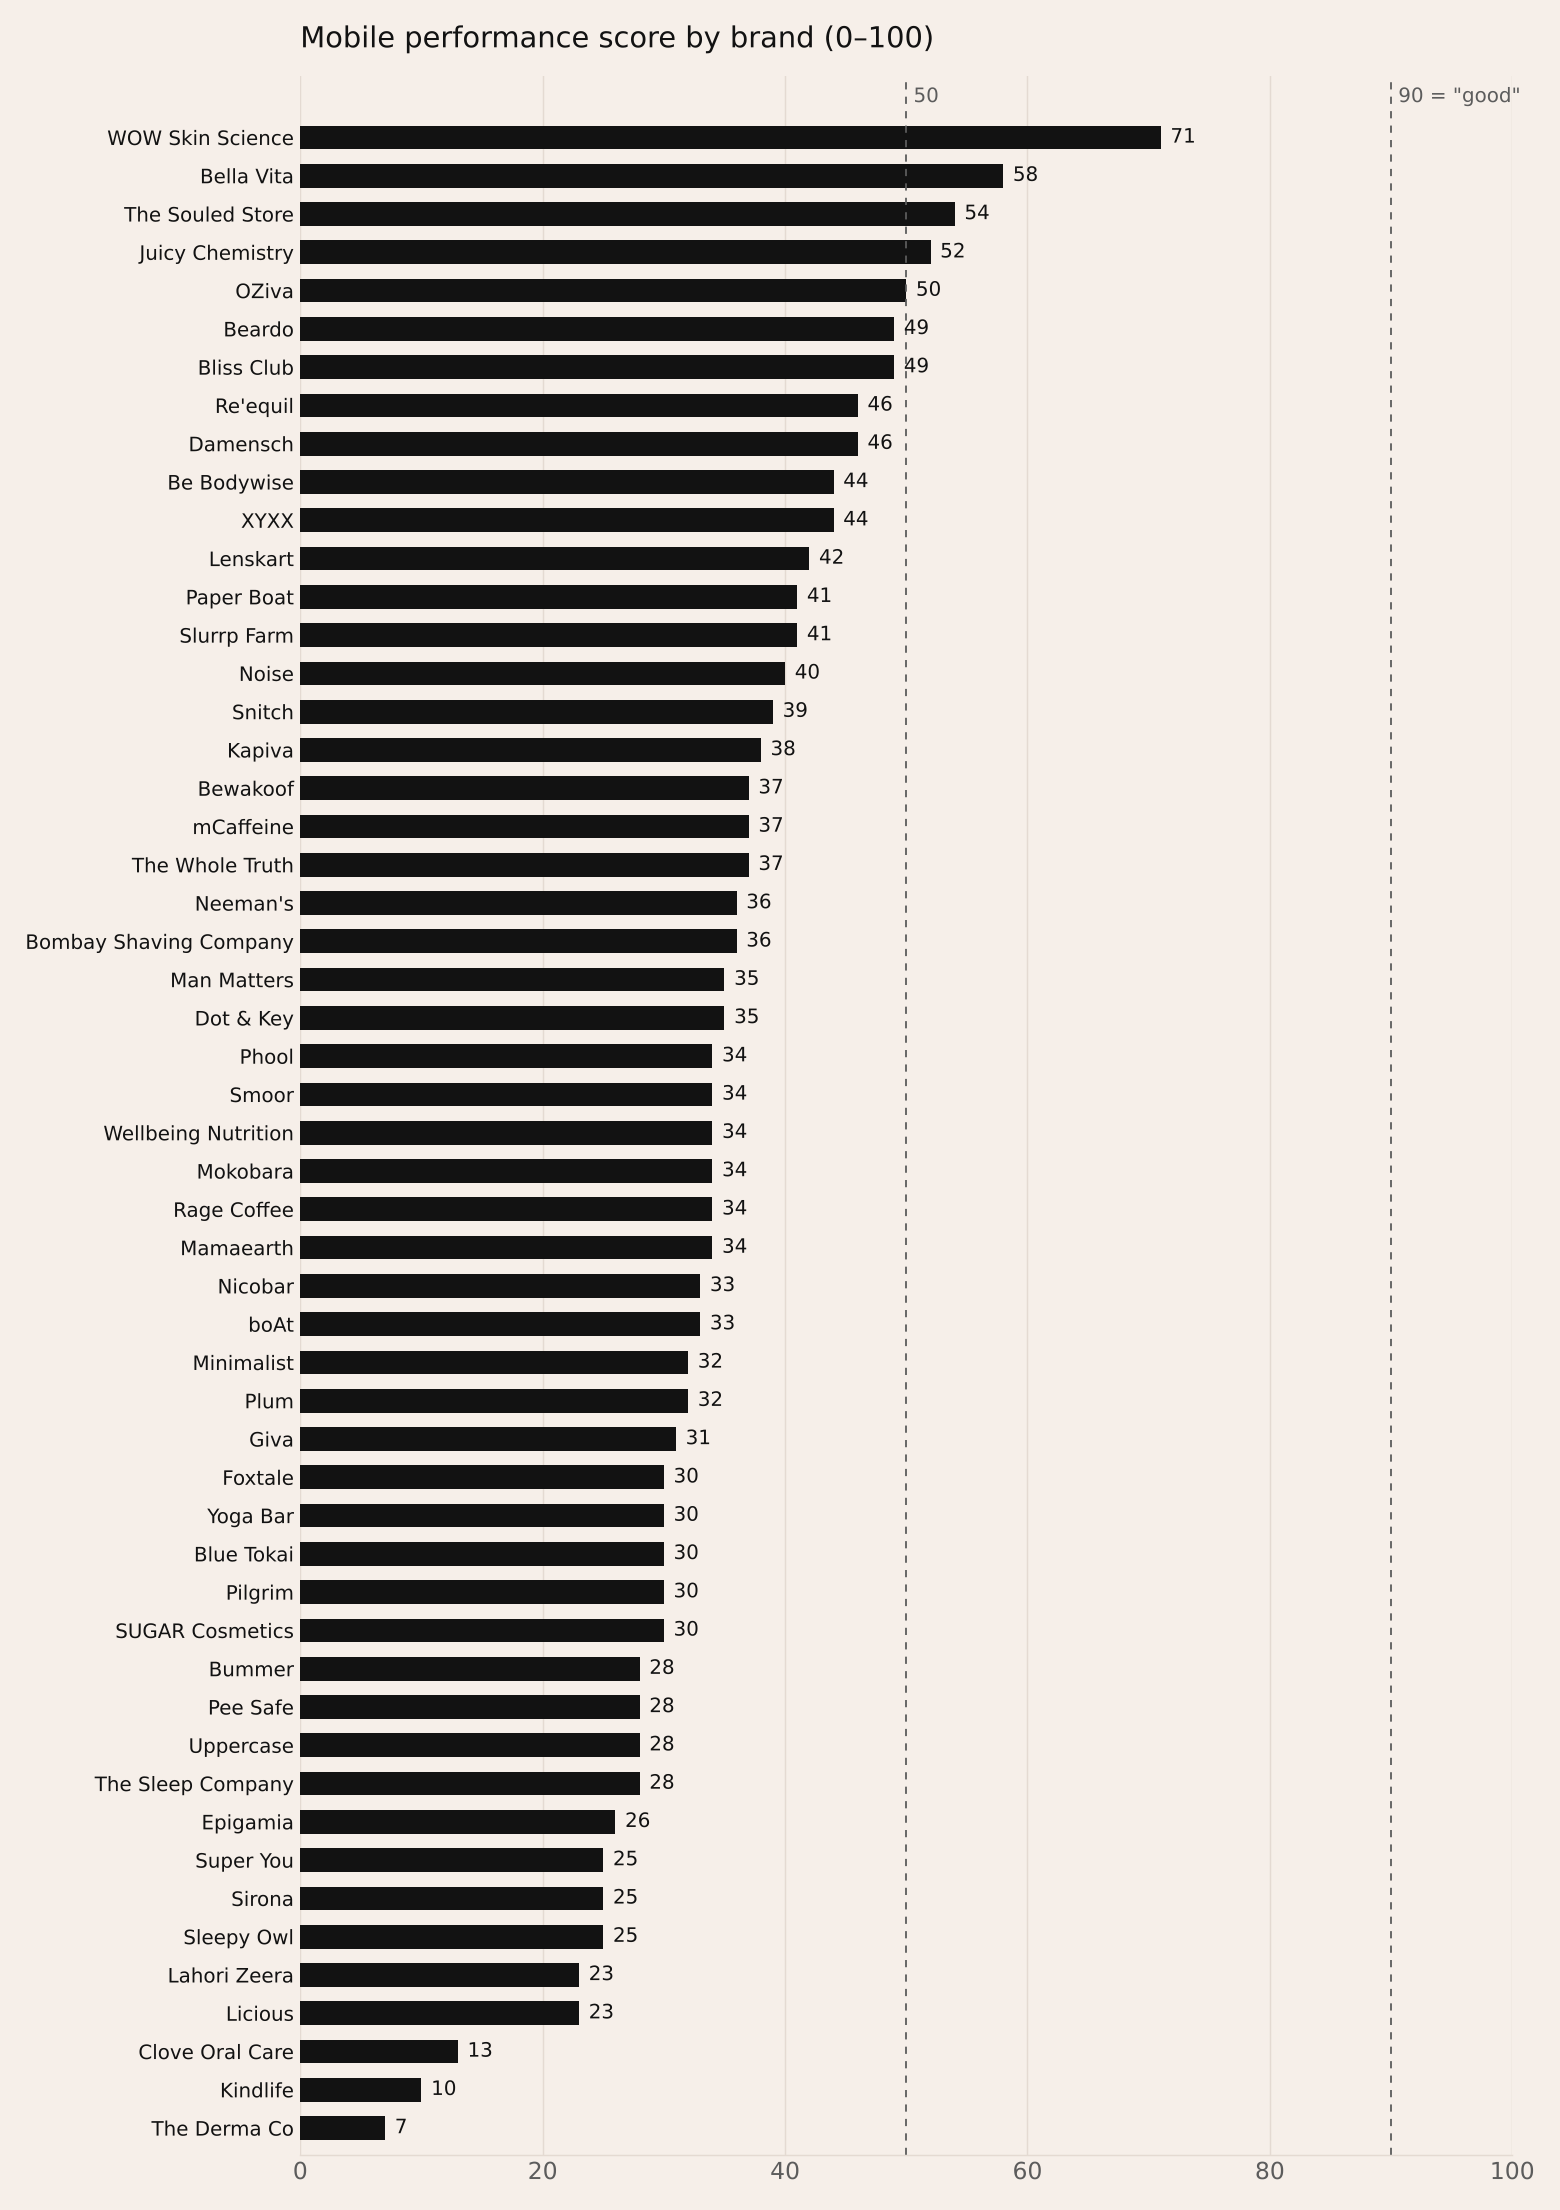 Mobile performance score by brand (0–100)
50
90 = "good"
WOW Skin Science 71
Bella Vita 58
The Souled Store 54
Juicy Chemistry 52
OZiva 50
Beardo 49
Bliss Club 49
Re'equil 46
Damensch 46
Be Bodywise 44
XYXX 44
Lenskart 42
Paper Boat 41
Slurrp Farm 41
Noise 40
Snitch 39
Kapiva 38
Bewakoof 37
mCaffeine 37
The Whole Truth 37
Neeman's 36
Bombay Shaving Company 36
Man Matters 35
Dot & Key 35
Phool 34
Smoor 34
Wellbeing Nutrition 34
Mokobara 34
Rage Coffee 34
Mamaearth 34
Nicobar 33
boAt 33
Minimalist 32
Plum 32
Giva 31
Foxtale 30
Yoga Bar 30
Blue Tokai 30
Pilgrim 30
SUGAR Cosmetics 30
Bummer 28
Pee Safe 28
Uppercase 28
The Sleep Company 28
Epigamia 26
Super You 25
Sirona 25
Sleepy Owl 25
Lahori Zeera 23
Licious 23
Clove Oral Care 13
Kindlife 10
The Derma Co 7
0 20 40 60 80 100